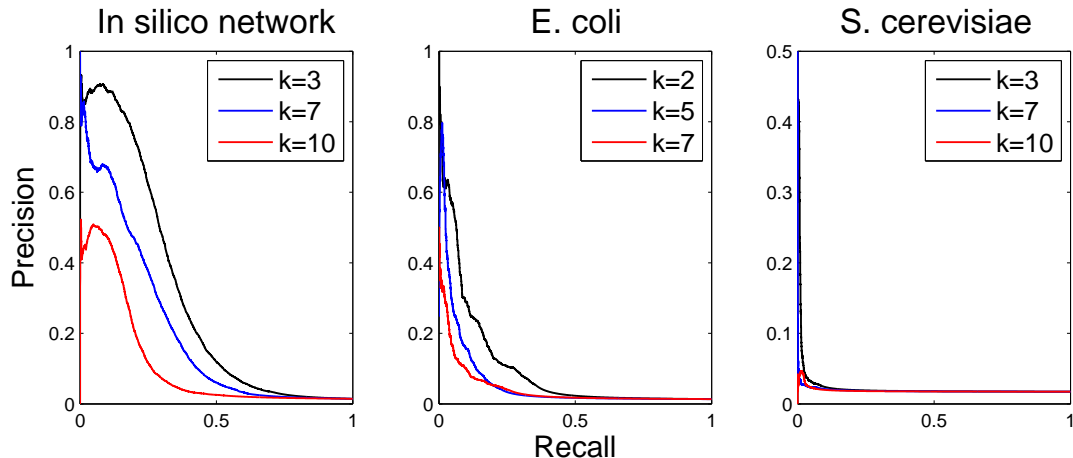 In silico network
E. coli
S. cerevisiae
Precision
1
0.8
0.6
0.4
0.2
0
0
0.5
1
k=3
k=7
k=10
1
0.8
0.6
0.4
0.2
0
0
0.5
1
k=2
k=5
k=7
0.5
0.4
0.3
0.2
0.1
0
0
0.5
1
k=3
k=7
k=10
Recall